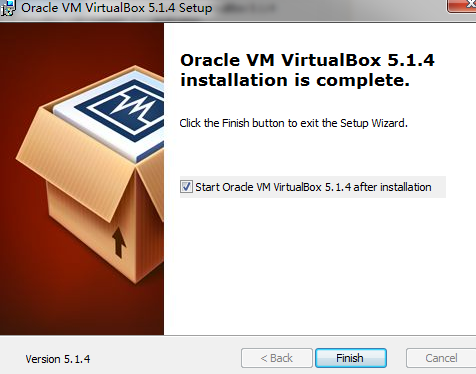 Oracle VM VirtualBox 5.1.4 Setup
Oracle VM VirtualBox 5.1.4
installation is complete.
Click the Finish button to exit the Setup Wizard.
Start Oracle VM VirtualBox 5.1.4 after installation
Version 5.1.4
< Back
Finish
Cancel